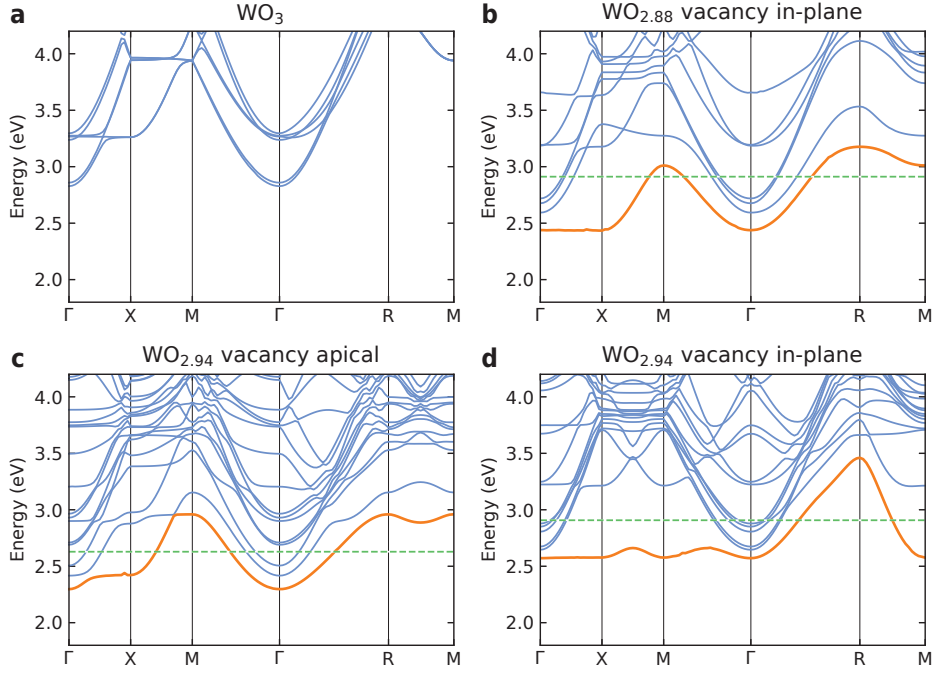 a WO₃
4.0
3.5
3.0
2.5
2.0
Energy (eV)
Γ X M Γ R M
b WO₂.₈₈ vacancy in-plane
4.0
3.5
3.0
2.5
2.0
Energy (eV)
Γ X M Γ R M
c WO₂.₉₄ vacancy apical
4.0
3.5
3.0
2.5
2.0
Energy (eV)
Γ X M Γ R M
d WO₂.₉₄ vacancy in-plane
4.0
3.5
3.0
2.5
2.0
Energy (eV)
Γ X M Γ R M